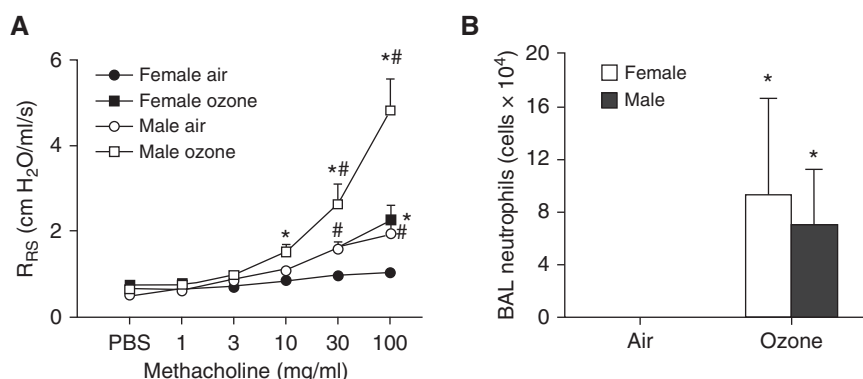 A
6
4
2
0
R_RS (cm H₂O/ml/s)
Female air
Female ozone
Male air
Male ozone
*
*#
#
*#
*
#
PBS 1 3 10 30 100
Methacholine (mg/ml)
B
20
16
12
8
4
0
BAL neutrophils (cells × 10⁴)
Female
Male
*
*
Air Ozone